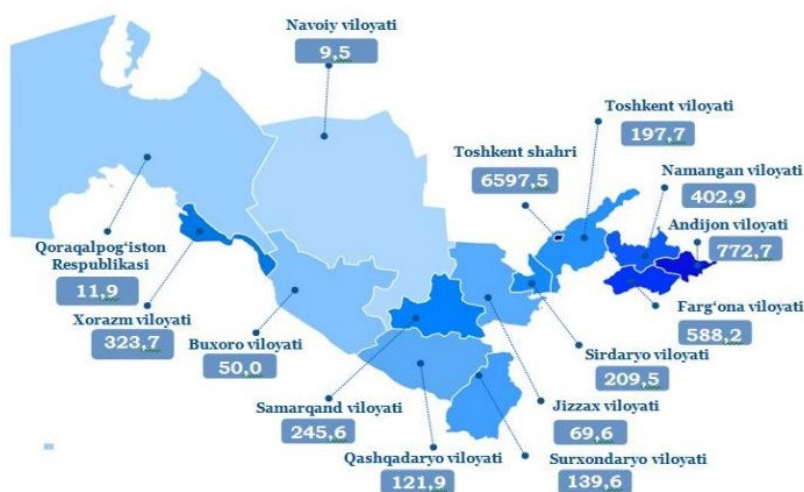 Navoiy viloyati
9,5
Toshkent viloyati
197,7
Toshkent shahri
6597,5
Namangan viloyati
402,9
Andijon viloyati
772,7
Qoraqalpog‘iston
Respublikasi
11,9
Xorazm viloyati
323,7
Buxoro viloyati
50,0
Farg‘ona viloyati
588,2
Sirdaryo viloyati
209,5
Samarqand viloyati
245,6
Jizzax viloyati
69,6
Qashqadaryo viloyati
121,9
Surxondaryo viloyati
139,6